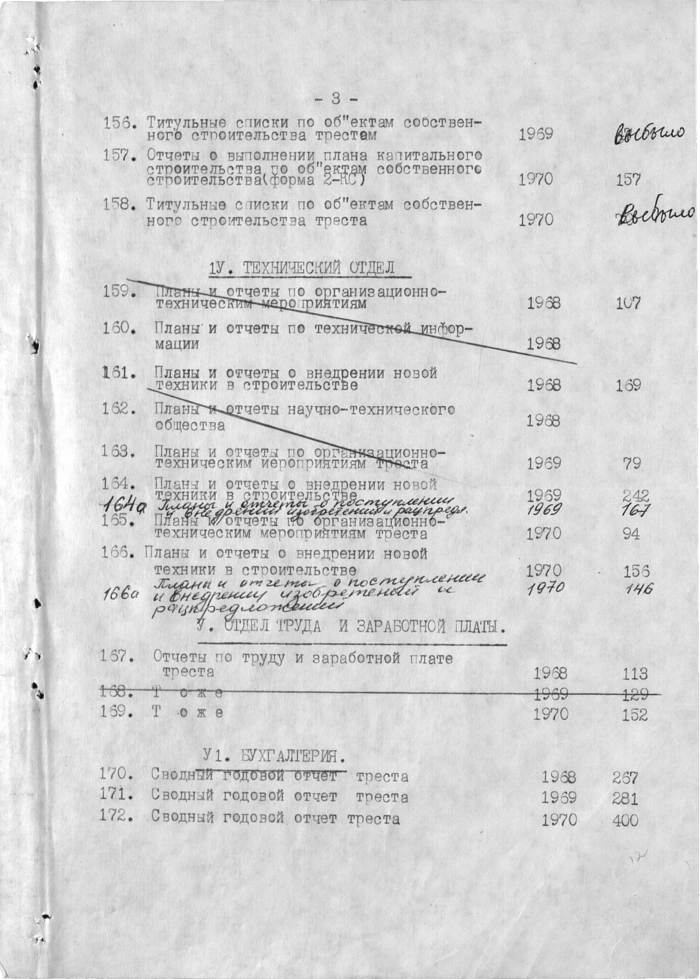 - 3 -
156. Титульные списки по об"ектам собствен-
ного строительства трестом 1969 выбыло
157. Отчеты о выполнении плана капитального
строительства по об"ектам собственного
строительства(форма 2-КС) 1970 157
158. Титульные списки по об"ектам собствен-
ного строительства треста 1970 Выбыло
1У. ТЕХНИЧЕСКИЙ ОТДЕЛ
159. Планы и отчеты по организационно-
техническим мероприятиям 1968 107
160. Планы и отчеты по технической инфор-
мации 1968
161. Планы и отчеты о внедрении новой
техники в строительстве 1968 169
162. Планы и отчеты научно-технического
общества 1968
163. Планы и отчеты по организационно-
техническим мероприятиям треста 1969 79
164. Планы и отчеты о внедрении новой
техники в строительстве 1969 242
164а Планы и отчеты о поступлении
и внедрении изобретений и рацпредл. 1969 167
165. Планы и отчеты по организационно-
техническим мероприятиям треста 1970 94
166. Планы и отчеты о внедрении новой
техники в строительстве 1970 156
166а Планы и отчеты о поступлении 1970 146
и внедрению изобретений и
рацпредложений
У. ОТДЕЛ ТРУДА И ЗАРАБОТНОЙ ПЛАТЫ.
167. Отчеты по труду и заработной плате
треста 1968 113
168. Т о ж е 1969 129
169. Т о ж е 1970 152
У1. БУХГАЛТЕРИЯ.
170. Сводный годовой отчет треста 1968 267
171. Сводный годовой отчет треста 1969 281
172. Сводный годовой отчет треста 1970 400